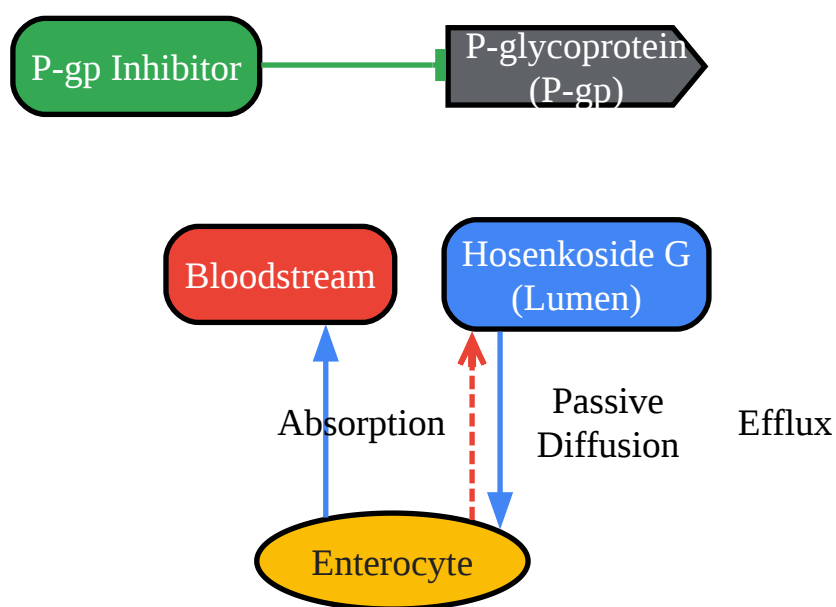 P-gp Inhibitor
P-glycoprotein
(P-gp)
Bloodstream
Hosenkoside G
(Lumen)
Absorption
Passive
Diffusion
Efflux
Enterocyte